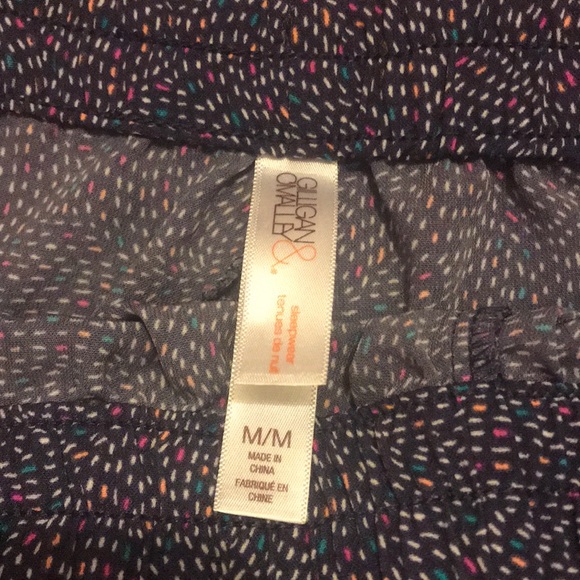 GILLIGAN
& O'MALLEY
sleepwear
tenues de nuit
M/M
MADE IN
CHINA
FABRIQUÉ EN
CHINE